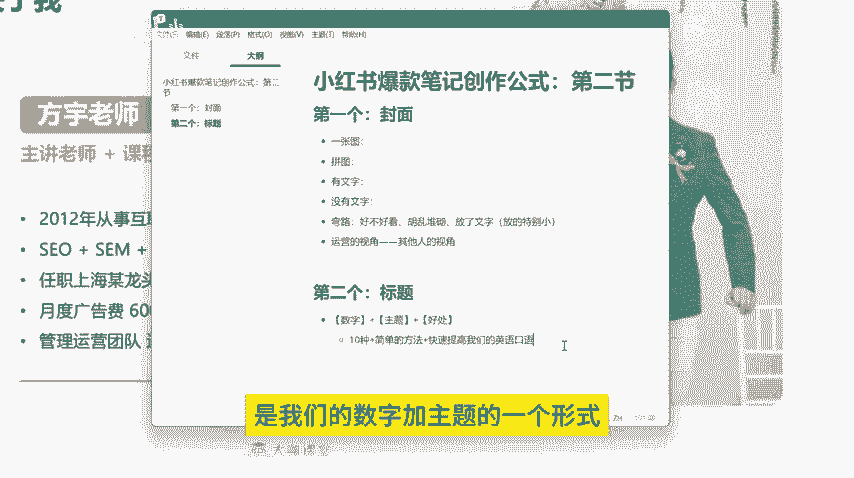 子我
文件(F) 编辑(E) 段落(P) 格式(O) 视图(V) 主题(T) 帮助(H)
文件 大纲
小红书爆款笔记创作公式：第二节
第一个：封面
第二个：标题
小红书爆款笔记创作公式：第二节
第一个：封面
一张图：
拼图：
有文字：
没有文字：
弯路：好不好看、胡乱堆砌、放了文字（放的特别小）
运营的视角——其他人的视角
第二个：标题
【数字】+【主题】+【好处】
10种+简单的方法+快速提高我们的英语口语
方宇老师
主讲老师 + 课程
2012年从事互联
SEO + SEM +
任职上海某龙头
月度广告费 600
管理运营团队
是我们的数字加主题的一个形式